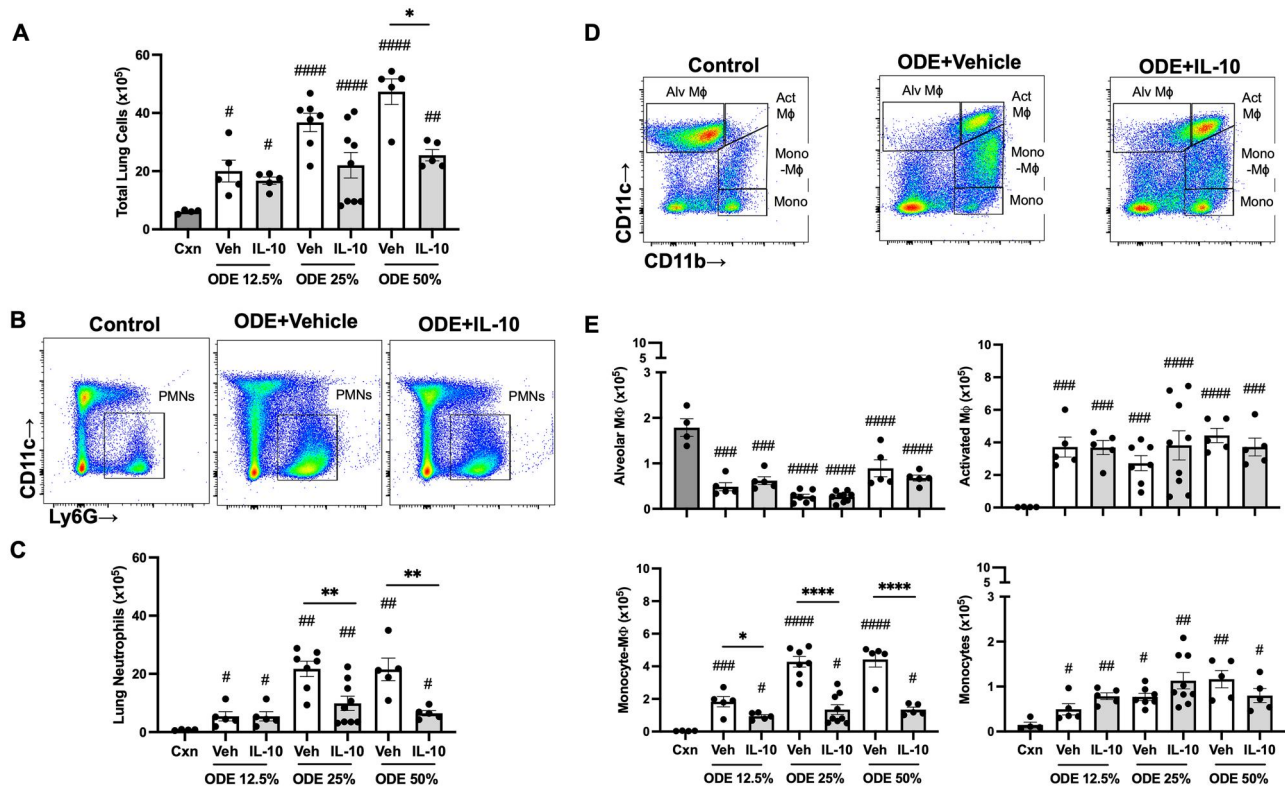 A
Total Lung Cells (x10⁵)
60
40
20
0
#
#
####
####
####
*
##
Cxn Veh IL-10 Veh IL-10 Veh IL-10
ODE 12.5% ODE 25% ODE 50%
B
Control ODE+Vehicle ODE+IL-10
PMNs PMNs PMNs
CD11c→
Ly6G→
C
Lung Neutrophils (x10⁵)
60
40
20
0
#
#
##
**
##
##
**
#
Cxn Veh IL-10 Veh IL-10 Veh IL-10
ODE 12.5% ODE 25% ODE 50%
D
Control ODE+Vehicle ODE+IL-10
Alv Mϕ Alv Mϕ Act
Mϕ
Mono
-Mϕ
Mono
Alv Mϕ Act
Mϕ
Mono
-Mϕ
Mono
CD11c→
CD11b→
E
Alveolar MΦ (x10⁵)
10
5
3
2
1
0
###
###
####
####
####
####
Activated Mϕ (x10⁵)
10
8
6
4
2
0
###
###
###
####
####
###
Monocyte-MΦ (x10⁵)
10
8
6
4
2
0
###
*
#
####
****
#
####
****
#
Cxn Veh IL-10 Veh IL-10 Veh IL-10
ODE 12.5% ODE 25% ODE 50%
Monocytes (x10⁵)
10
5
3
2
1
0
#
##
#
##
##
#
Cxn Veh IL-10 Veh IL-10 Veh IL-10
ODE 12.5% ODE 25% ODE 50%